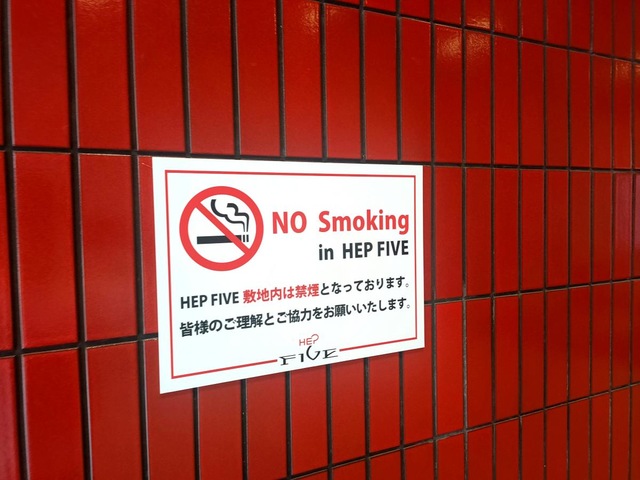 NO Smoking
in HEP FIVE
HEP FIVE 敷地内は禁煙となっております。
皆様のご理解とご協力をお願いいたします。
HEP
FIVE